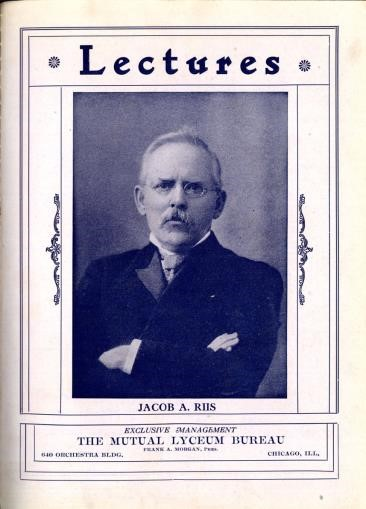 Lectures
JACOB A. RIIS
EXCLUSIVE MANAGEMENT
THE MUTUAL LYCEUM BUREAU
FRANK A. MORGAN, PRES.
640 ORCHESTRA BLDG. CHICAGO, ILL.,